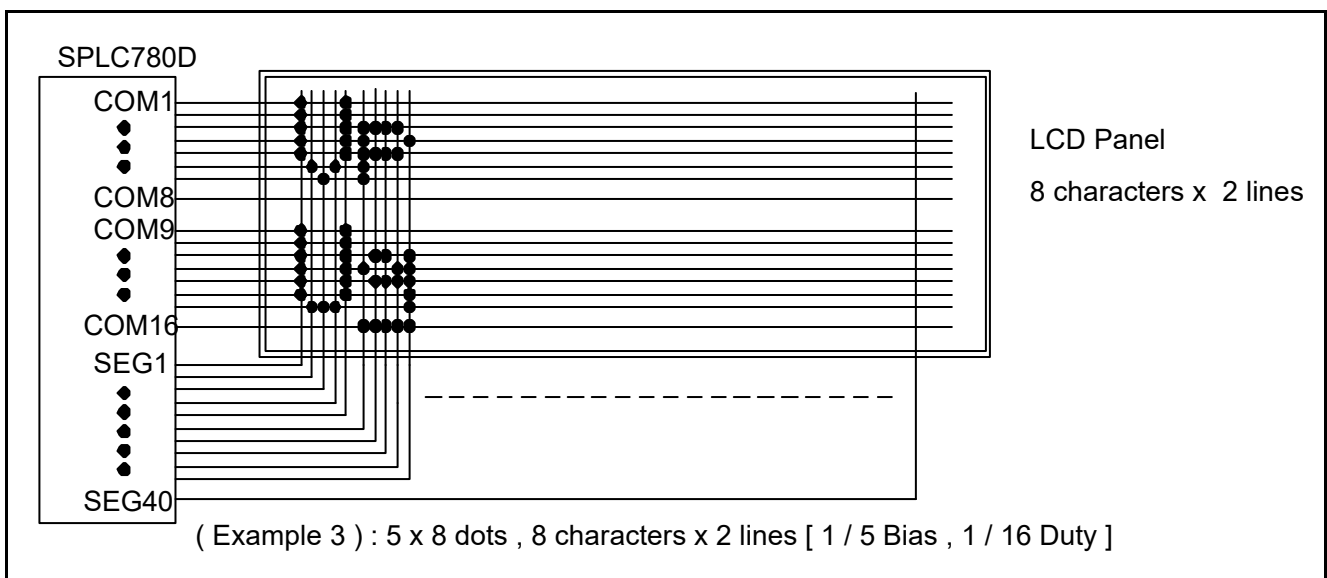 SPLC780D
COM1
COM8
COM9
COM16
SEG1
SEG40
LCD Panel
8 characters x 2 lines
( Example 3 ) : 5 x 8 dots , 8 characters x 2 lines [ 1 / 5 Bias , 1 / 16 Duty ]